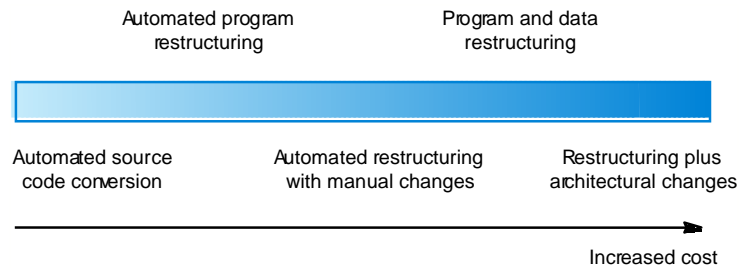 Automated program
restructuring
Program and data
restructuring
Automated source
code conversion
Automated restructuring
with manual changes
Restructuring plus
architectural changes
Increased cost